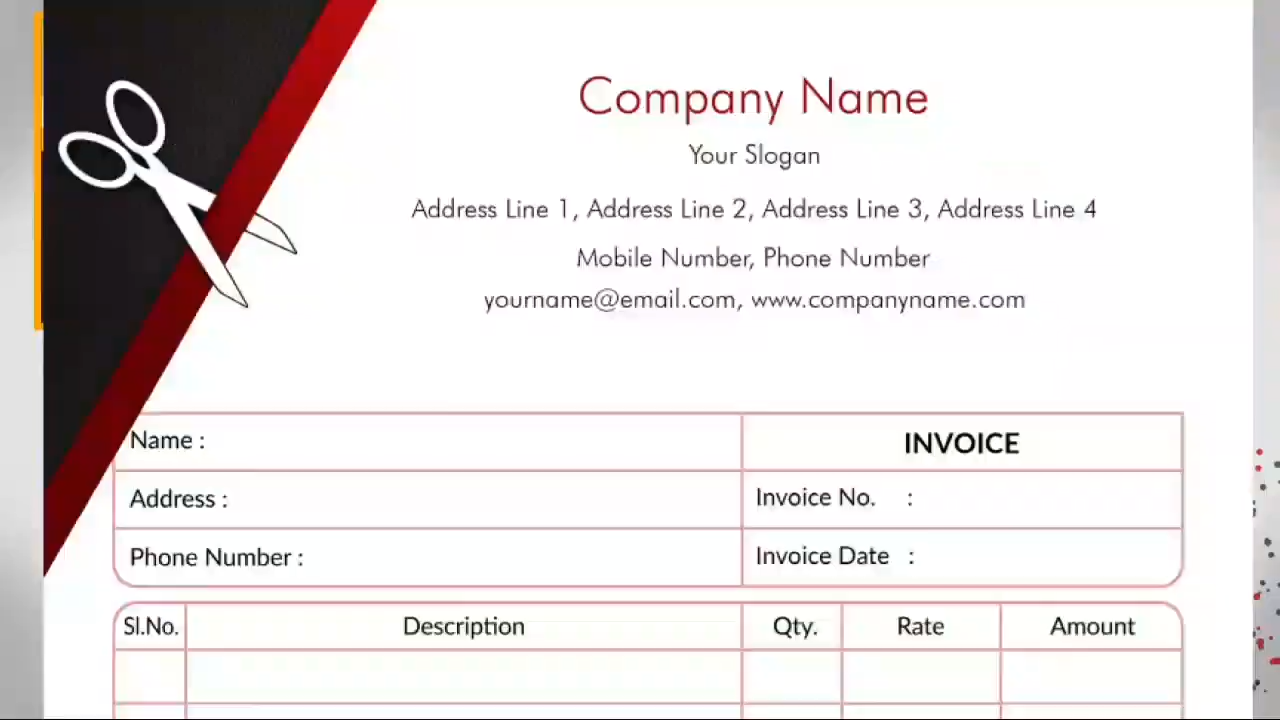 Company Name
Your Slogan
Address Line 1, Address Line 2, Address Line 3, Address Line 4
Mobile Number, Phone Number
yourname@email.com, www.companyname.com
Name :
INVOICE
Address :
Invoice No. :
Phone Number :
Invoice Date :
Sl.No. Description Qty. Rate Amount